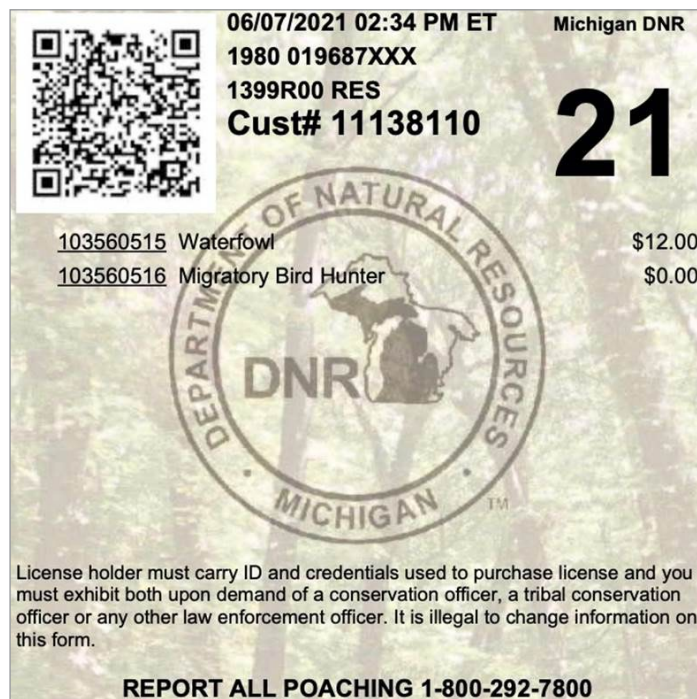 06/07/2021 02:34 PM ET
Michigan DNR
1980 019687XXX
1399R00 RES
Cust# 11138110
21
103560515 Waterfowl $12.00
103560516 Migratory Bird Hunter $0.00
DEPARTMENT OF NATURAL RESOURCES
DNR
MICHIGAN
TM
License holder must carry ID and credentials used to purchase license and you
must exhibit both upon demand of a conservation officer, a tribal conservation
officer or any other law enforcement officer. It is illegal to change information on
this form.
REPORT ALL POACHING 1-800-292-7800